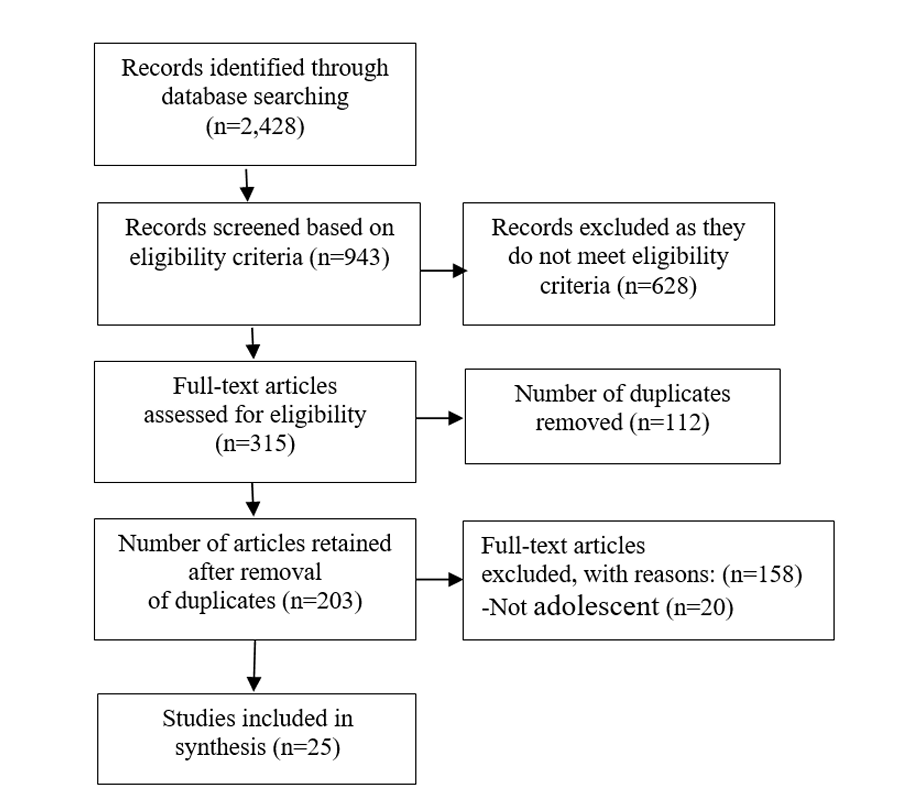 Records identified through
database searching
(n=2,428)
Records screened based on
eligibility criteria (n=943)
Records excluded as they
do not meet eligibility
criteria (n=628)
Full-text articles
assessed for eligibility
(n=315)
Number of duplicates
removed (n=112)
Number of articles retained
after removal
of duplicates (n=203)
Full-text articles
excluded, with reasons: (n=158)
-Not adolescent (n=20)
Studies included in
synthesis (n=25)